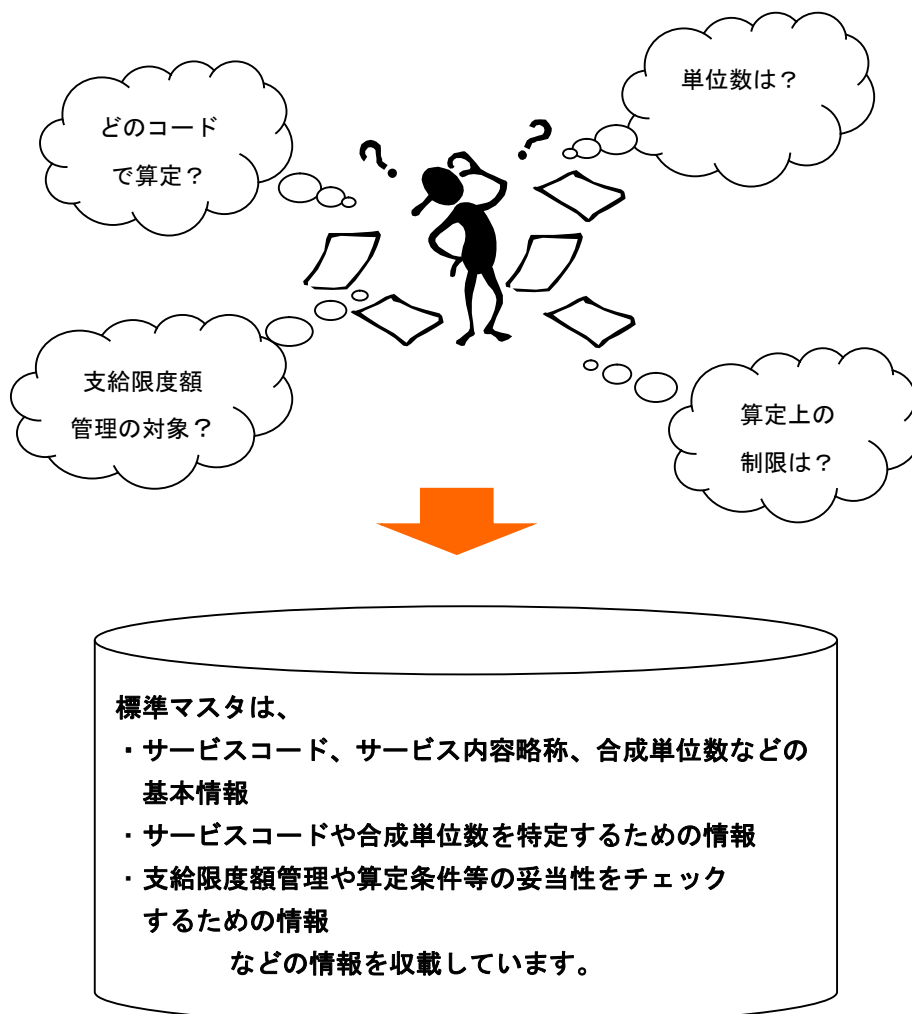 どのコード
で算定？
単位数は？
支給限度額
管理の対象？
算定上の
制限は？
標準マスタは、
・サービスコード、サービス内容略称、合成単位数などの
基本情報
・サービスコードや合成単位数を特定するための情報
・支給限度額管理や算定条件等の妥当性をチェック
するための情報
などの情報を収載しています。